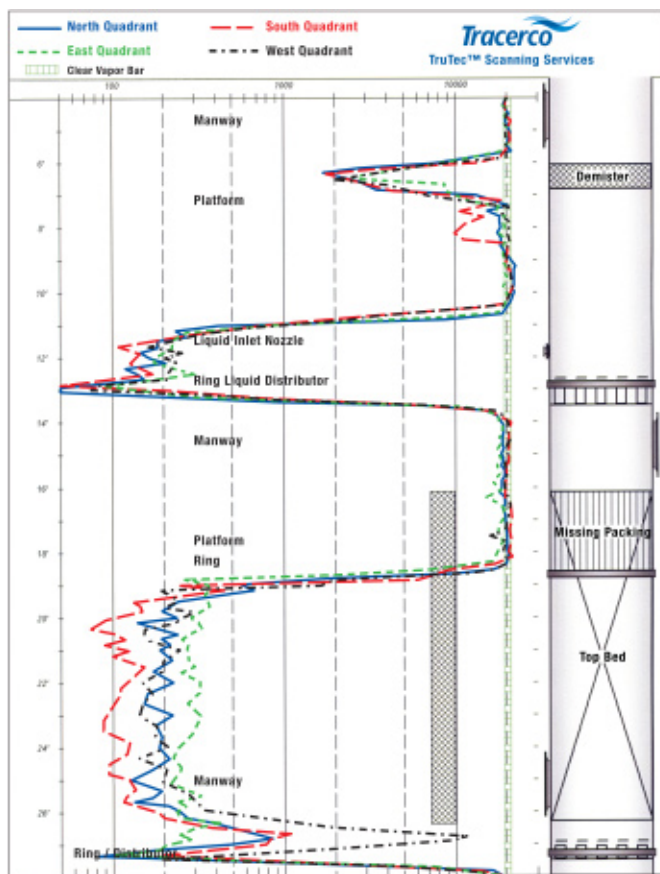 North Quadrant
South Quadrant
East Quadrant
West Quadrant
Clear Vapor Bar
Tracerco
TruTec™ Scanning Services
100
1000
10000
Manway
6'
Demister
Platform
8'
10'
Liquid Inlet Nozzle
12'
Ring Liquid Distributor
14'
Manway
16'
Missing Packing
Platform
18'
Ring
20'
Top Bed
22'
24'
Manway
26'
Ring / Distributor